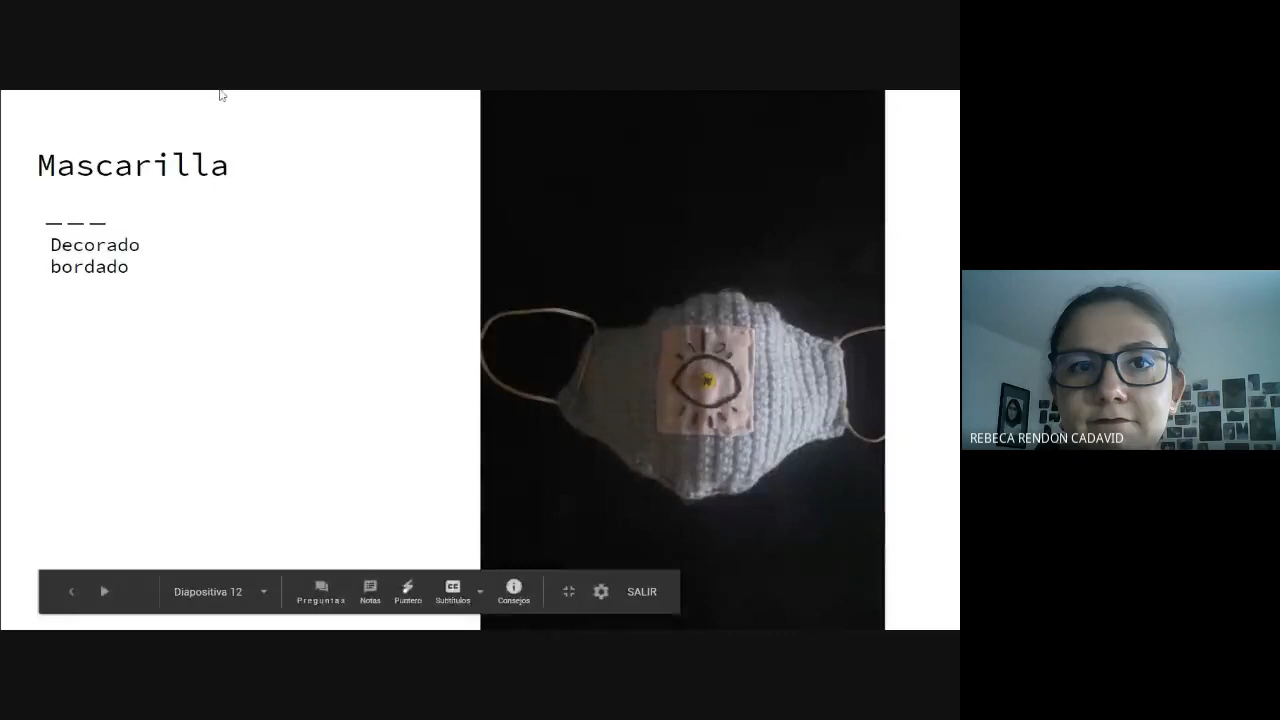 Mascarilla
Decorado
bordado
Diapositiva 12
Preguntas
Notas
Puntero
Subtítulos
Consejos
SALIR
REBECA RENDON CADAVID